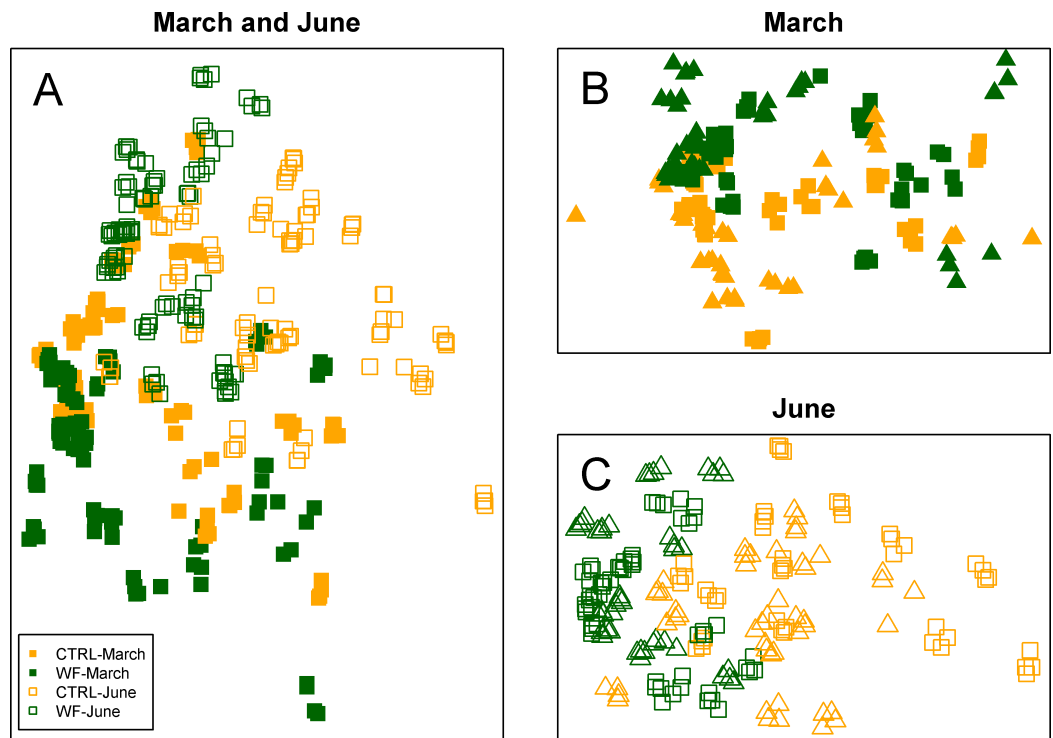 March and June
A
CTRL-March
WF-March
CTRL-June
WF-June
March
B
June
C